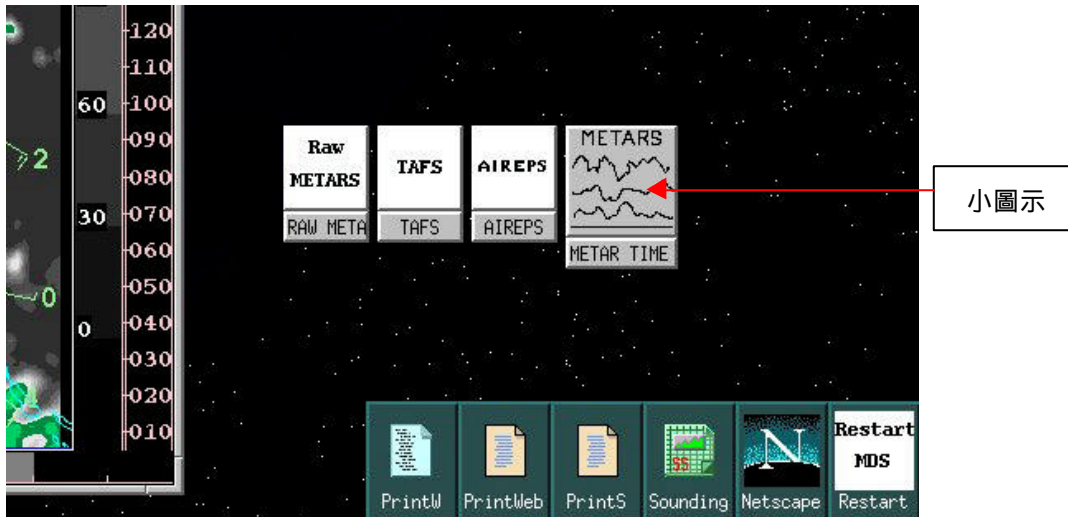 120
110
100
090
080
070
060
050
040
030
020
010
60
30
0
2
0
Raw
METARS
RAW META
TAFS
TAFS
AIREPS
AIREPS
METARS
METAR TIME
小圖示
PrintW
PrintWeb
PrintS
$$
Sounding
N
Netscape
Restart
MDS
Restart